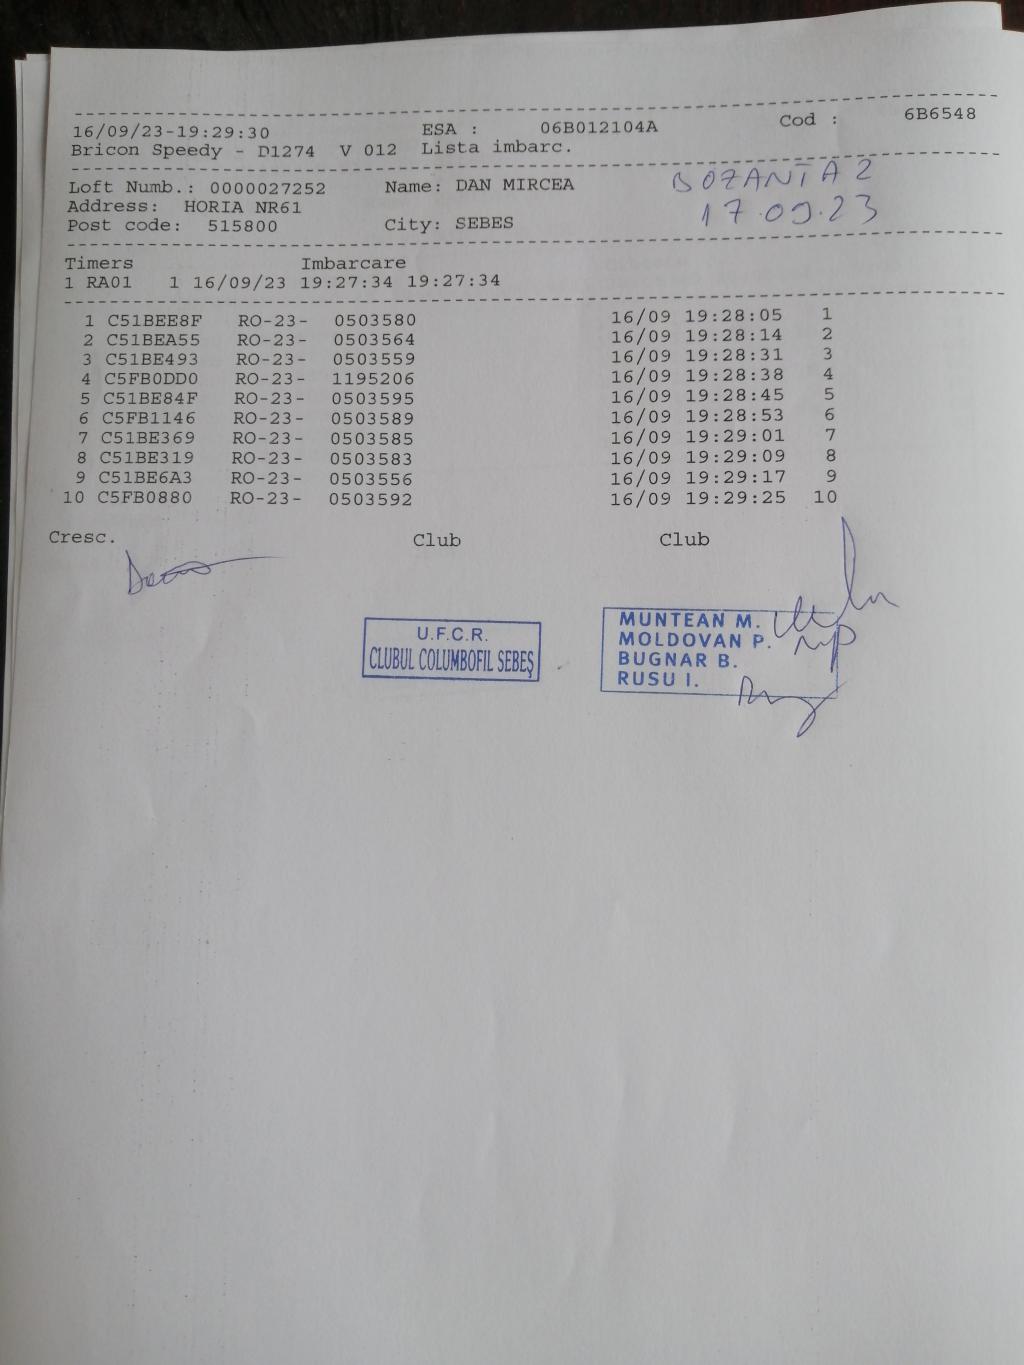 16/09/23-19:29:30 ESA : 06B012104A Cod : 6B6548
Bricon Speedy - D1274 V 012 Lista imbarc.
Loft Numb.: 0000027252 Name: DAN MIRCEA BOZANTA 2
Address: HORIA NR61 17.09.23
Post code: 515800 City: SEBES
Timers Imbarcare
1 RA01 1 16/09/23 19:27:34 19:27:34
1 C51BEE8F RO-23- 0503580 16/09 19:28:05 1
2 C51BEA55 RO-23- 0503564 16/09 19:28:14 2
3 C51BE493 RO-23- 0503559 16/09 19:28:31 3
4 C5FB0DD0 RO-23- 1195206 16/09 19:28:38 4
5 C51BE84F RO-23- 0503595 16/09 19:28:45 5
6 C5FB1146 RO-23- 0503589 16/09 19:28:53 6
7 C51BE369 RO-23- 0503585 16/09 19:29:01 7
8 C51BE319 RO-23- 0503583 16/09 19:29:09 8
9 C51BE6A3 RO-23- 0503556 16/09 19:29:17 9
10 C5FB0880 RO-23- 0503592 16/09 19:29:25 10
Cresc. Club Club
U.F.C.R.
CLUBUL COLUMBOFIL SEBEȘ
MUNTEAN M.
MOLDOVAN P.
BUGNAR B.
RUSU I.